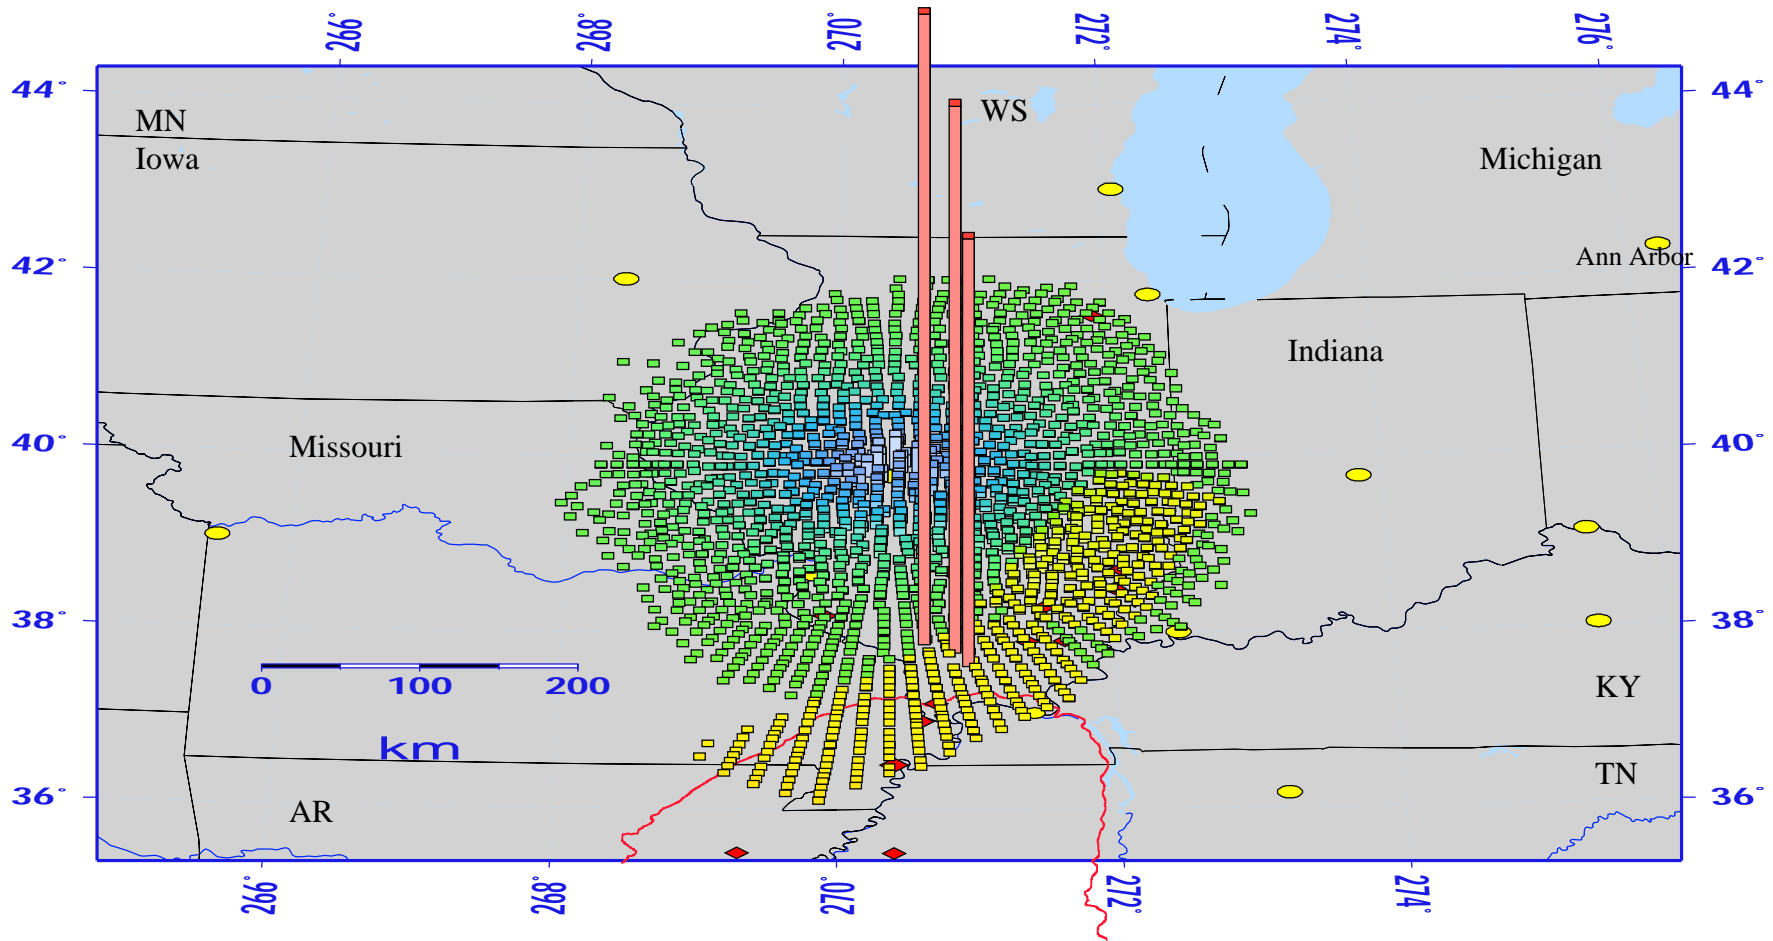 266° 268° 270° 272° 274° 276°
44° 44°
MN WS
Iowa Michigan
42° Ann Arbor 42°
Indiana
40° Missouri 40°
38° 38°
0 100 200 KY
km
TN
36° AR 36°
266° 268° 270° 272° 274°